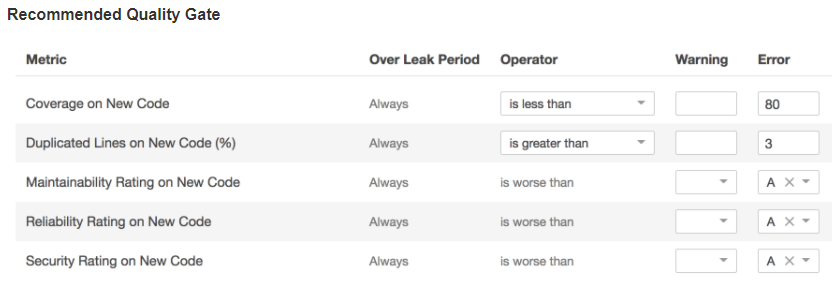 Recommended Quality Gate
Metric Over Leak Period Operator Warning Error
Coverage on New Code Always is less than 80
Duplicated Lines on New Code (%) Always is greater than 3
Maintainability Rating on New Code Always is worse than A
Reliability Rating on New Code Always is worse than A
Security Rating on New Code Always is worse than A